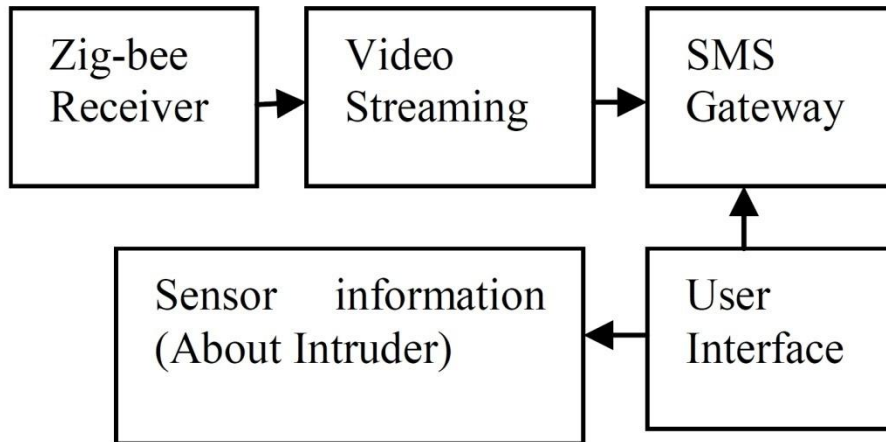 Zig-bee
Receiver
Video
Streaming
SMS
Gateway
Sensor information
(About Intruder)
User
Interface